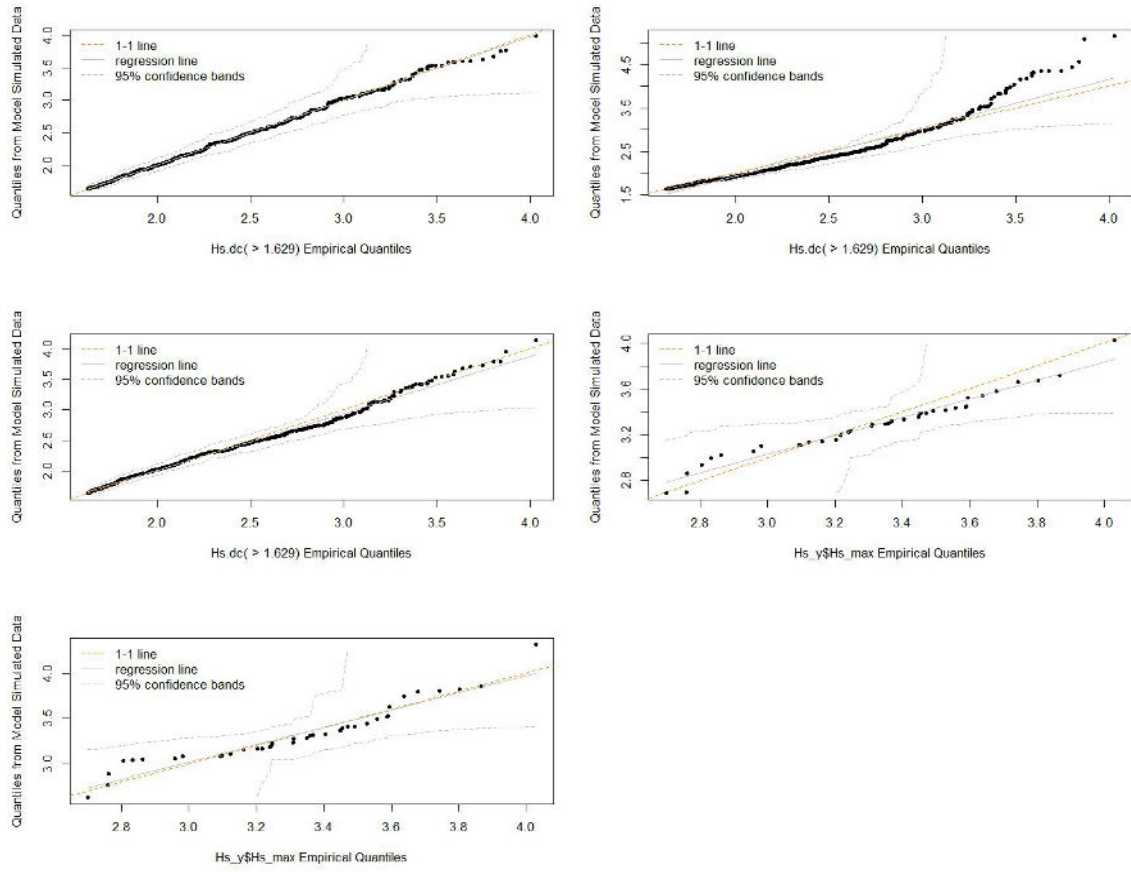 Quantiles from Model Simulated Data
4.0
3.5
3.0
2.5
2.0
1-1 line
regression line
95% confidence bands
2.0 2.5 3.0 3.5 4.0
Hs.dc( > 1.629) Empirical Quantiles
Quantiles from Model Simulated Data
4.5
3.5
2.5
1.5
1-1 line
regression line
95% confidence bands
2.0 2.5 3.0 3.5 4.0
Hs.dc( > 1.629) Empirical Quantiles
Quantiles from Model Simulated Data
4.0
3.5
3.0
2.5
2.0
1-1 line
regression line
95% confidence bands
2.0 2.5 3.0 3.5 4.0
Hs.dc( > 1.629) Empirical Quantiles
Quantiles from Model Simulated Data
4.0
3.6
3.2
2.8
1-1 line
regression line
95% confidence bands
2.8 3.0 3.2 3.4 3.6 3.8 4.0
Hs_y$Hs_max Empirical Quantiles
Quantiles from Model Simulated Data
4.0
3.5
3.0
1-1 line
regression line
95% confidence bands
2.8 3.0 3.2 3.4 3.6 3.8 4.0
Hs_y$Hs_max Empirical Quantiles